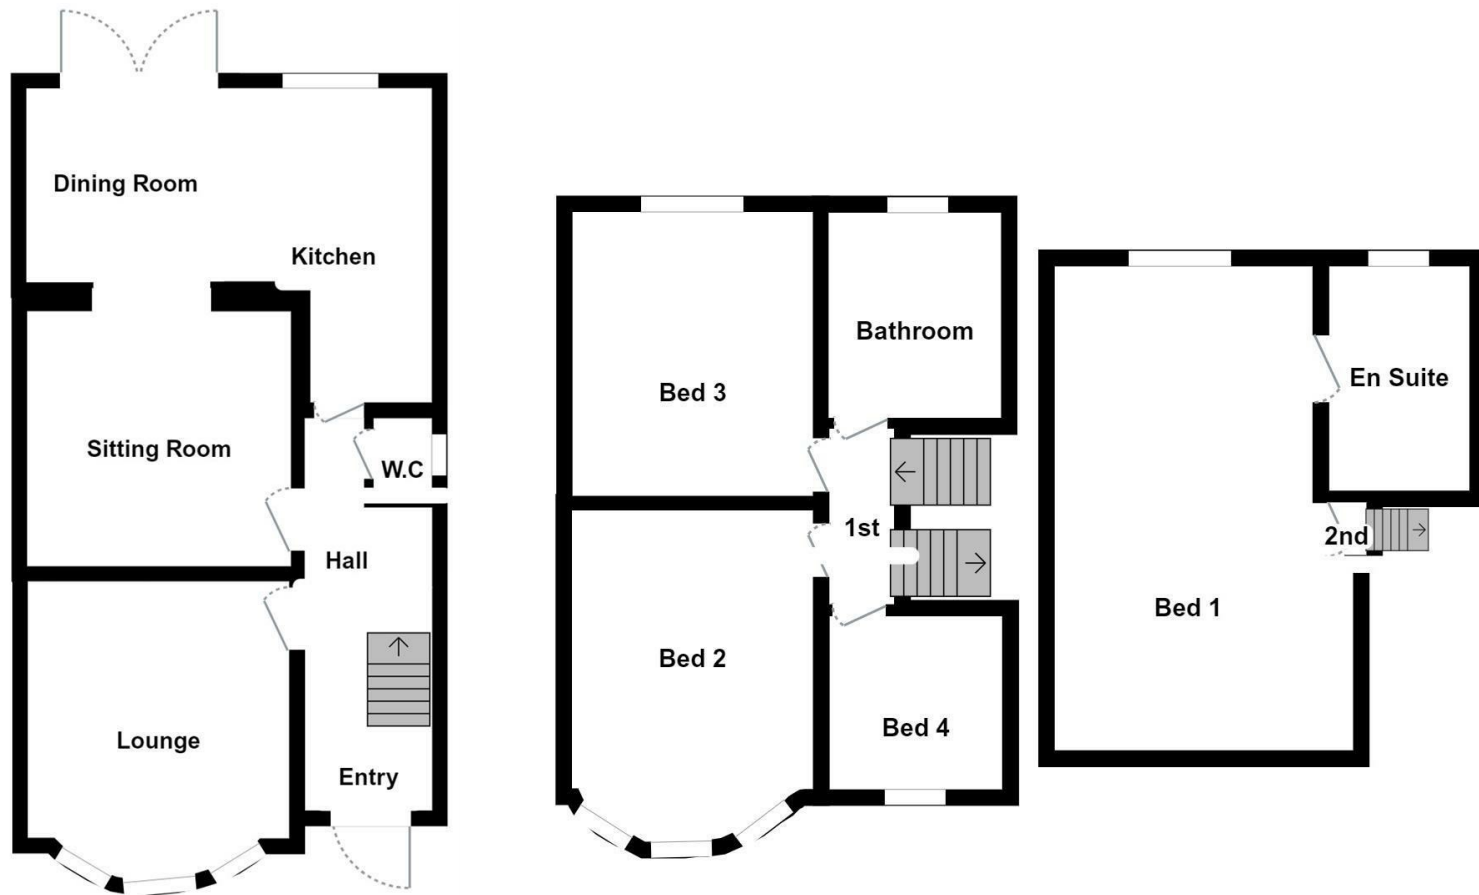 Dining Room
Kitchen
Sitting Room
W.C
Hall
Lounge
Entry
Bed 3
Bathroom
1st
Bed 2
Bed 4
En Suite
2nd
Bed 1